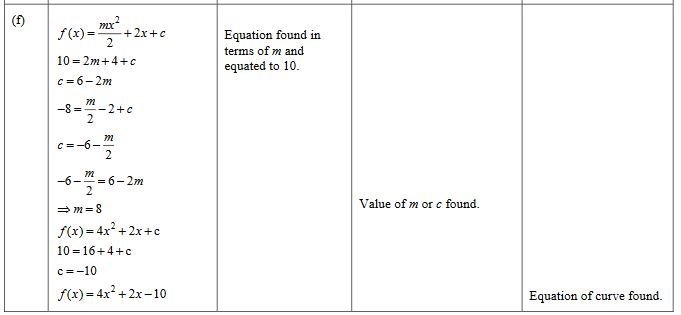 (f)
f(x) = mx²/2 + 2x + c
10 = 2m + 4 + c
c = 6 − 2m
−8 = m/2 − 2 + c
c = −6 − m/2
−6 − m/2 = 6 − 2m
⇒ m = 8
f(x) = 4x² + 2x + c
10 = 16 + 4 + c
c = −10
f(x) = 4x² + 2x − 10
Equation found in
terms of m and
equated to 10.
Value of m or c found.
Equation of curve found.